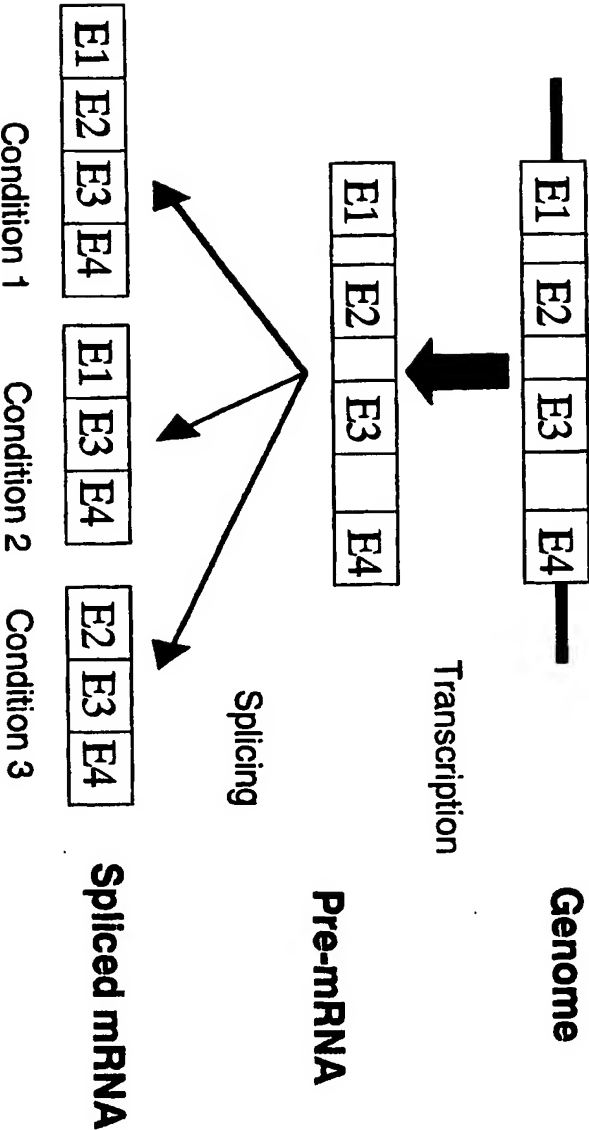 E1 E2 E3 E4 Genome
Transcription
E1 E2 E3 E4 Pre-mRNA
Splicing
E1 E2 E3 E4 E1 E3 E4 E2 E3 E4 Spliced mRNA
Condition 1 Condition 2 Condition 3